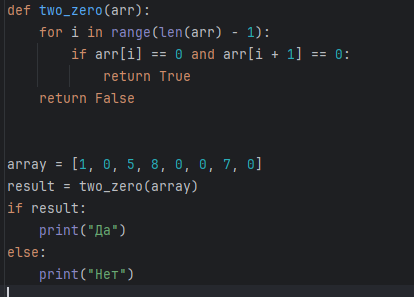 def two_zero(arr):
    for i in range(len(arr) - 1):
        if arr[i] == 0 and arr[i + 1] == 0:
            return True
    return False
array = [1, 0, 5, 8, 0, 0, 7, 0]
result = two_zero(array)
if result:
    print("Да")
else:
    print("Нет")